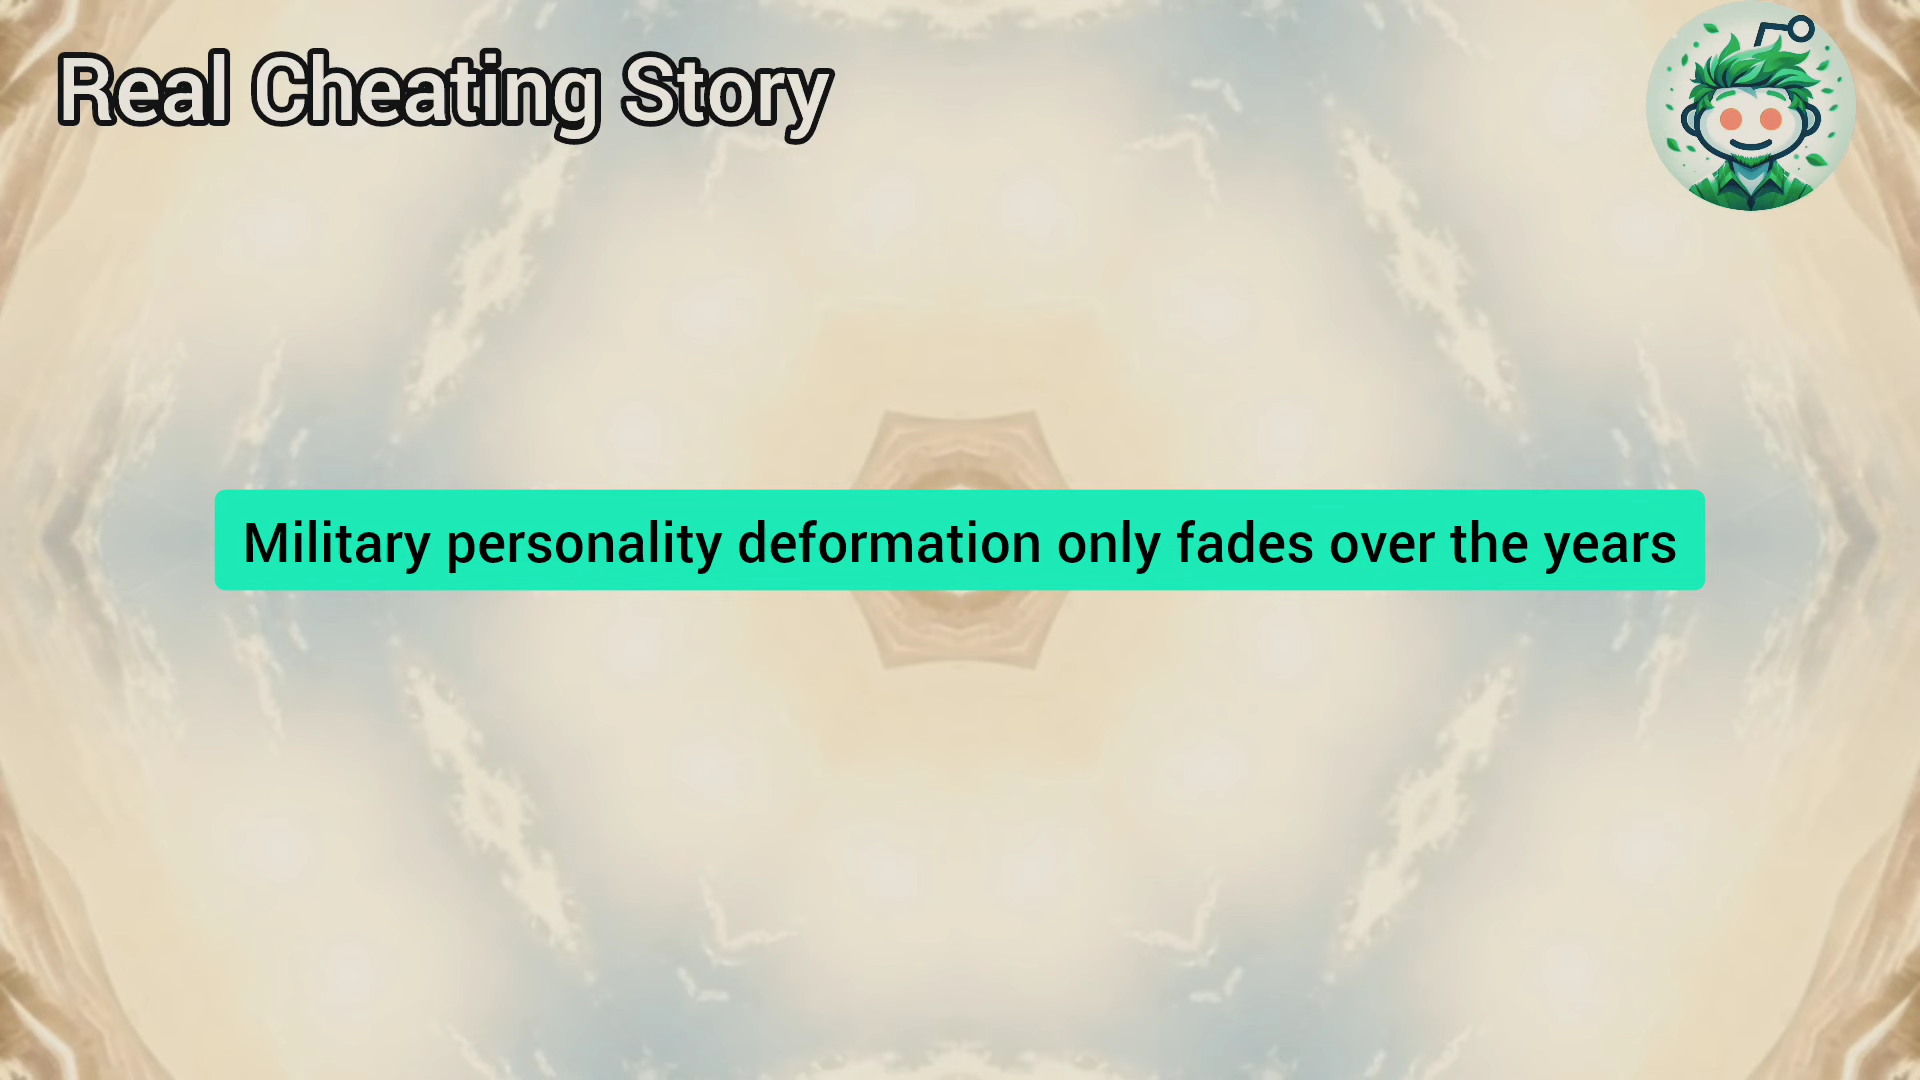 Real Cheating Story
Military personality deformation only fades over the years